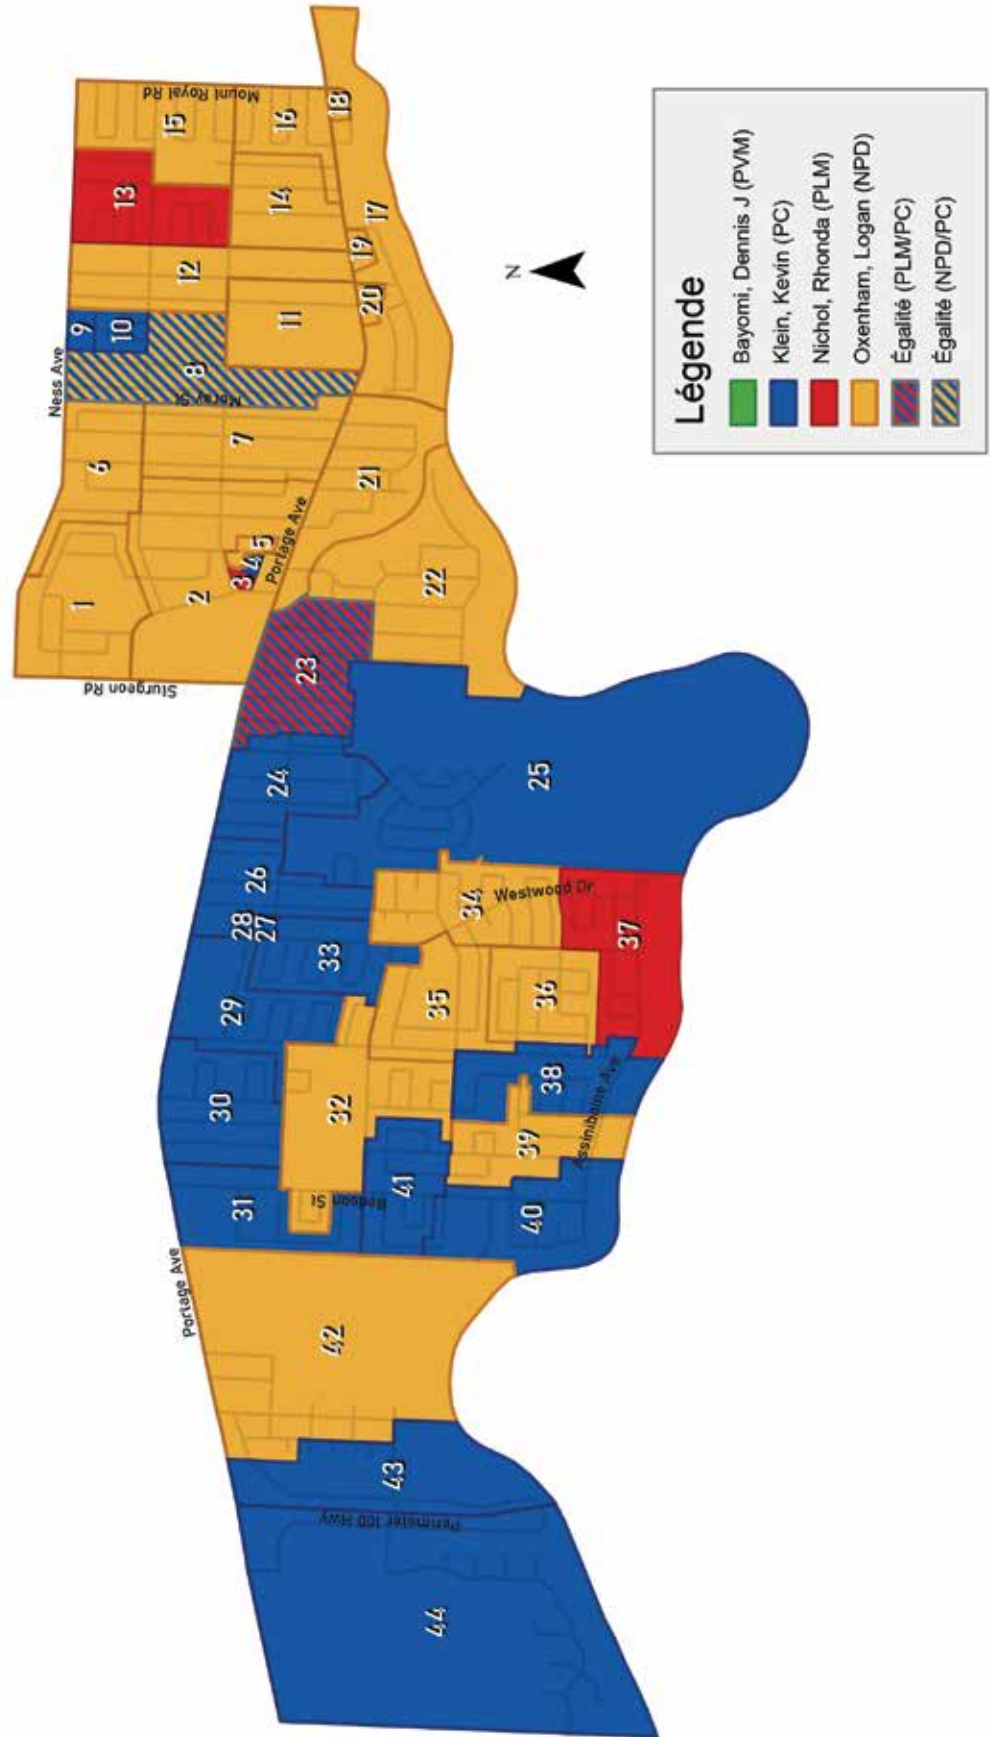 Ness Ave
Mount Royal Rd
Sturgeon Rd
Moray St
Portage Ave
1
2
3
4
5
6
7
8
9
10
11
12
13
14
15
16
17
18
19
20
21
22
23
24
25
26
27
28
29
30
31
32
33
34
35
36
37
38
39
40
41
42
43
44
Westwood Dr
Assiniboine Ave
Bedson St
Portage Ave
Perimeter 100 Hwy
N
Légende
Bayomi, Dennis J (PVM)
Klein, Kevin (PC)
Nichol, Rhonda (PLM)
Oxenham, Logan (NPD)
Égalité (PLM/PC)
Égalité (NPD/PC)